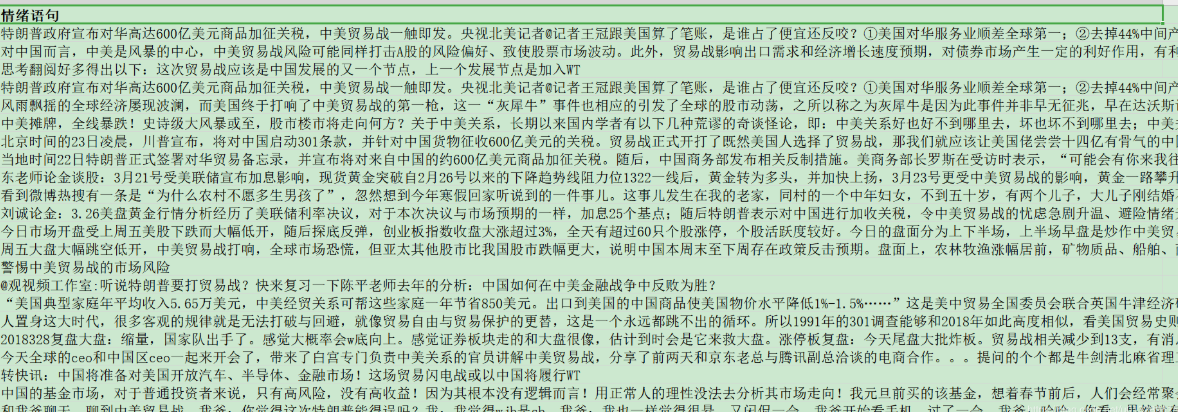 情绪语句
特朗普政府宣布对华高达600亿美元商品加征关税，中美贸易战一触即发。央视北美记者@记者王冠跟美国算了笔账，是谁占了便宜还反咬？①美国对华服务业顺差全球第一；②去掉44%中间产
对中国而言，中美是风暴的中心，中美贸易战风险可能同样打击A股的风险偏好、致使股票市场波动。此外，贸易战影响出口需求和经济增长速度预期，对债券市场产生一定的利好作用，有利
思考翻阅好多得出以下：这次贸易战应该是中国发展的又一个节点，上一个发展节点是加入WT
特朗普政府宣布对华高达600亿美元商品加征关税，中美贸易战一触即发。央视北美记者@记者王冠跟美国算了笔账，是谁占了便宜还反咬？①美国对华服务业顺差全球第一；②去掉44%中间产
风雨飘摇的全球经济屡现波澜，而美国终于打响了中美贸易战的第一枪，这一“灰犀牛”事件也相应的引发了全球的股市动荡，之所以称之为灰犀牛是因为此事件并非早无征兆，早在达沃斯论
中美摊牌，全线暴跌！史诗级大风暴或至，股市楼市将走向何方？关于中美关系，长期以来国内学者有以下几种荒谬的奇谈怪论，即：中美关系好也好不到哪里去，坏也坏不到哪里去；中美关
北京时间的23日凌晨，川普宣布，将对中国启动301条款，并针对中国货物征收600亿美元的关税。贸易战正式开打了既然美国人选择了贸易战，那我们就应该让美国佬尝尝十四亿有骨气的中国
当地时间22日特朗普正式签署对华贸易备忘录，并宣布将对来自中国的约600亿美元商品加征关税。随后，中国商务部发布相关反制措施。美商务部长罗斯在受访时表示，“可能会有你来我往
东老师论金谈股：3月21号受美联储宣布加息影响，现货黄金突破自2月26号以来的下降趋势线阻力位1322一线后，黄金转为多头，并加快上扬，3月23号更受中美贸易战的影响，黄金一路攀升
看到微博热搜有一条是“为什么农村不愿多生男孩了”，忽然想到今年寒假回家听说到的一件事儿。这事儿发生在我的老家，同村的一个中年妇女，不到五十岁，有两个儿子，大儿子刚结婚不
刘诚论金：3.26美盘黄金行情分析经历了美联储利率决议，对于本次决议与市场预期的一样，加息25个基点；随后特朗普表示对中国进行加收关税，令中美贸易战的忧虑急剧升温、避险情绪
今日市场开盘受上周五美股下跌而大幅低开，随后探底反弹，创业板指数收盘大涨超过3%，全天有超过60只个股涨停，个股活跃度较好。今日的盘面分为上下半场，上半场早盘是炒作中美贸易
周五大盘大幅跳空低开，中美贸易战打响，全球市场恐慌，但亚太其他股市比我国股市跌幅更大，说明中国本周末至下周存在政策反击预期。盘面上，农林牧渔涨幅居前，矿物质品、船舶、
警惕中美贸易战的市场风险
@观视频工作室:听说特朗普要打贸易战？快来复习一下陈平老师去年的分析：中国如何在中美金融战争中反败为胜？
“美国典型家庭年平均收入5.65万美元，中美经贸关系可帮这些家庭一年节省850美元。出口到美国的中国商品使美国物价水平降低1%-1.5%……”这是美中贸易全国委员会联合英国牛津经济研
人置身这大时代，很多客观的规律就是无法打破与回避，就像贸易自由与贸易保护的更替，这是一个永远都跳不出的循环。所以1991年的301调查能够和2018年如此高度相似，看美国贸易史则
2018328复盘大盘：缩量，国家队出手了。感觉大概率会w底向上。感觉证券板块走的和大盘很像，估计到时会是它来救大盘。涨停板复盘：今天尾盘大批炸板。贸易战相关减少到13支，有消
今天全球的ceo和中国区ceo一起来开会了，带来了白宫专门负责中美关系的官员讲解中美贸易战，分享了前两天和京东老总与腾讯副总洽谈的电商合作。。。提问的个个都是牛剑清北麻省理工
转快讯：中国将准备对美国开放汽车、半导体、金融市场！这场贸易闪电战或以中国将履行WT
中国的基金市场，对于普通投资者来说，只有高风险，没有高收益！因为其根本没有逻辑而言！用正常人的理性没法去分析其市场走向！我元旦前买的该基金，想着春节前后，人们会经常聚